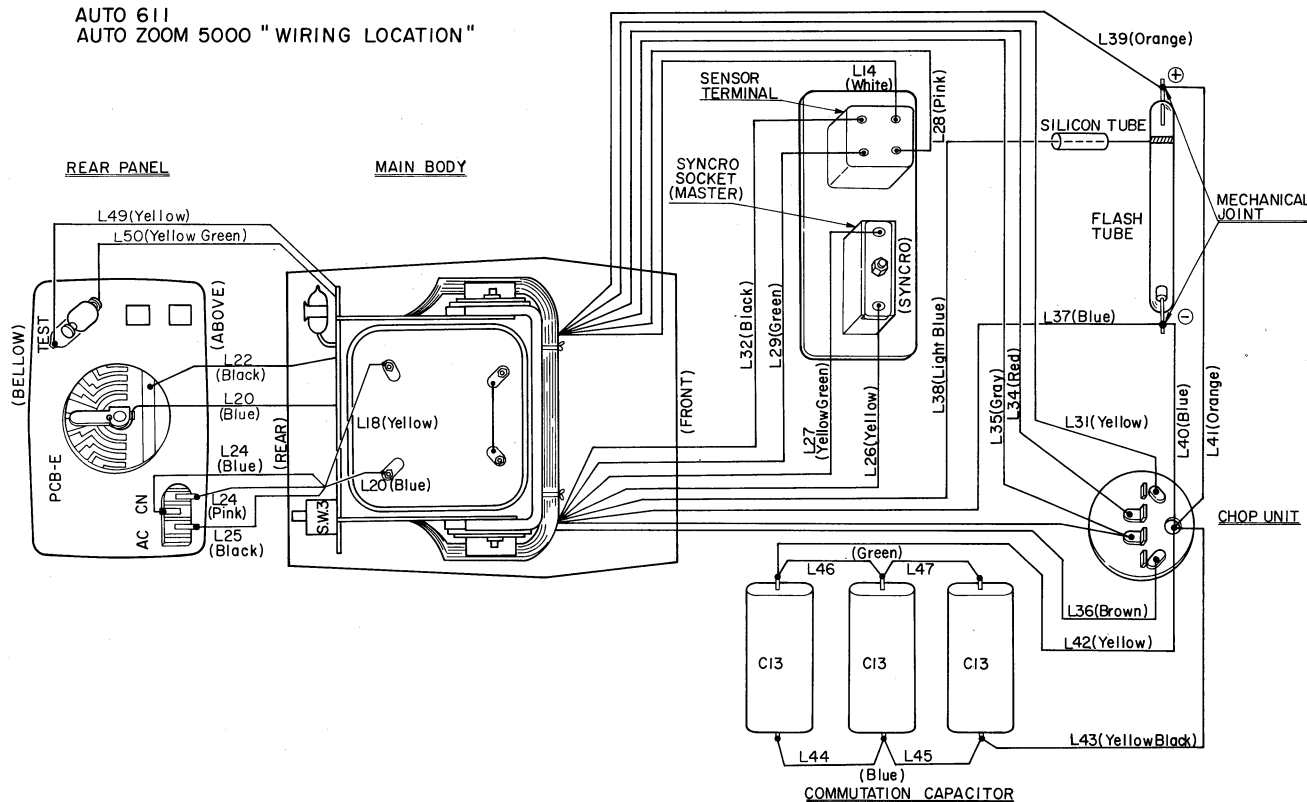 AUTO 611
AUTO ZOOM 5000 "WIRING LOCATION"
REAR PANEL
MAIN BODY
L49(Yellow)
L50(Yellow Green)
(BELLOW)
TEST
(ABOVE)
L22
(Black)
L20
(Blue)
L24
(Blue)
L24
(Pink)
L25
(Black)
PCB-E
AC CN
(REAR)
S.W.3
L18(Yellow)
L20(Blue)
(FRONT)
SENSOR
TERMINAL
L14
(White)
L28(Pink)
SYNCRO
SOCKET
(MASTER)
(SYNCRO)
L32(Black)
L29(Green)
L27
(YellowGreen)
L26(Yellow)
L38(Light Blue)
L35(Gray)
L34(Red)
L39(Orange)
+
SILICON TUBE
FLASH
TUBE
MECHANICAL
JOINT
L37(Blue)
−
L31(Yellow)
L40(Blue)
L41(Orange)
CHOP UNIT
L36(Brown)
L42(Yellow)
L43(YellowBlack)
(Green)
L46
L47
C13
C13
C13
L44
L45
(Blue)
COMMUTATION CAPACITOR